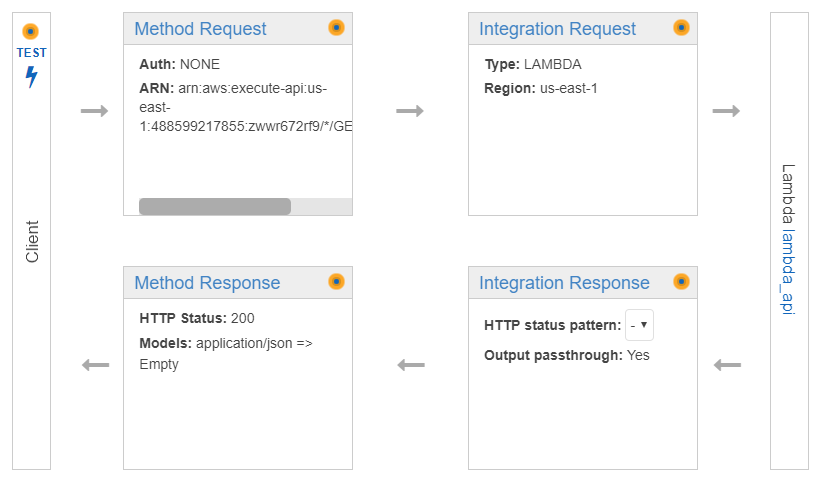 TEST
Client
Method Request
Auth: NONE
ARN: arn:aws:execute-api:us-
east-
1:488599217855:zwwr672rf9/*/GE
Integration Request
Type: LAMBDA
Region: us-east-1
Lambda lambda_api
Method Response
HTTP Status: 200
Models: application/json =>
Empty
Integration Response
HTTP status pattern: - ▾
Output passthrough: Yes